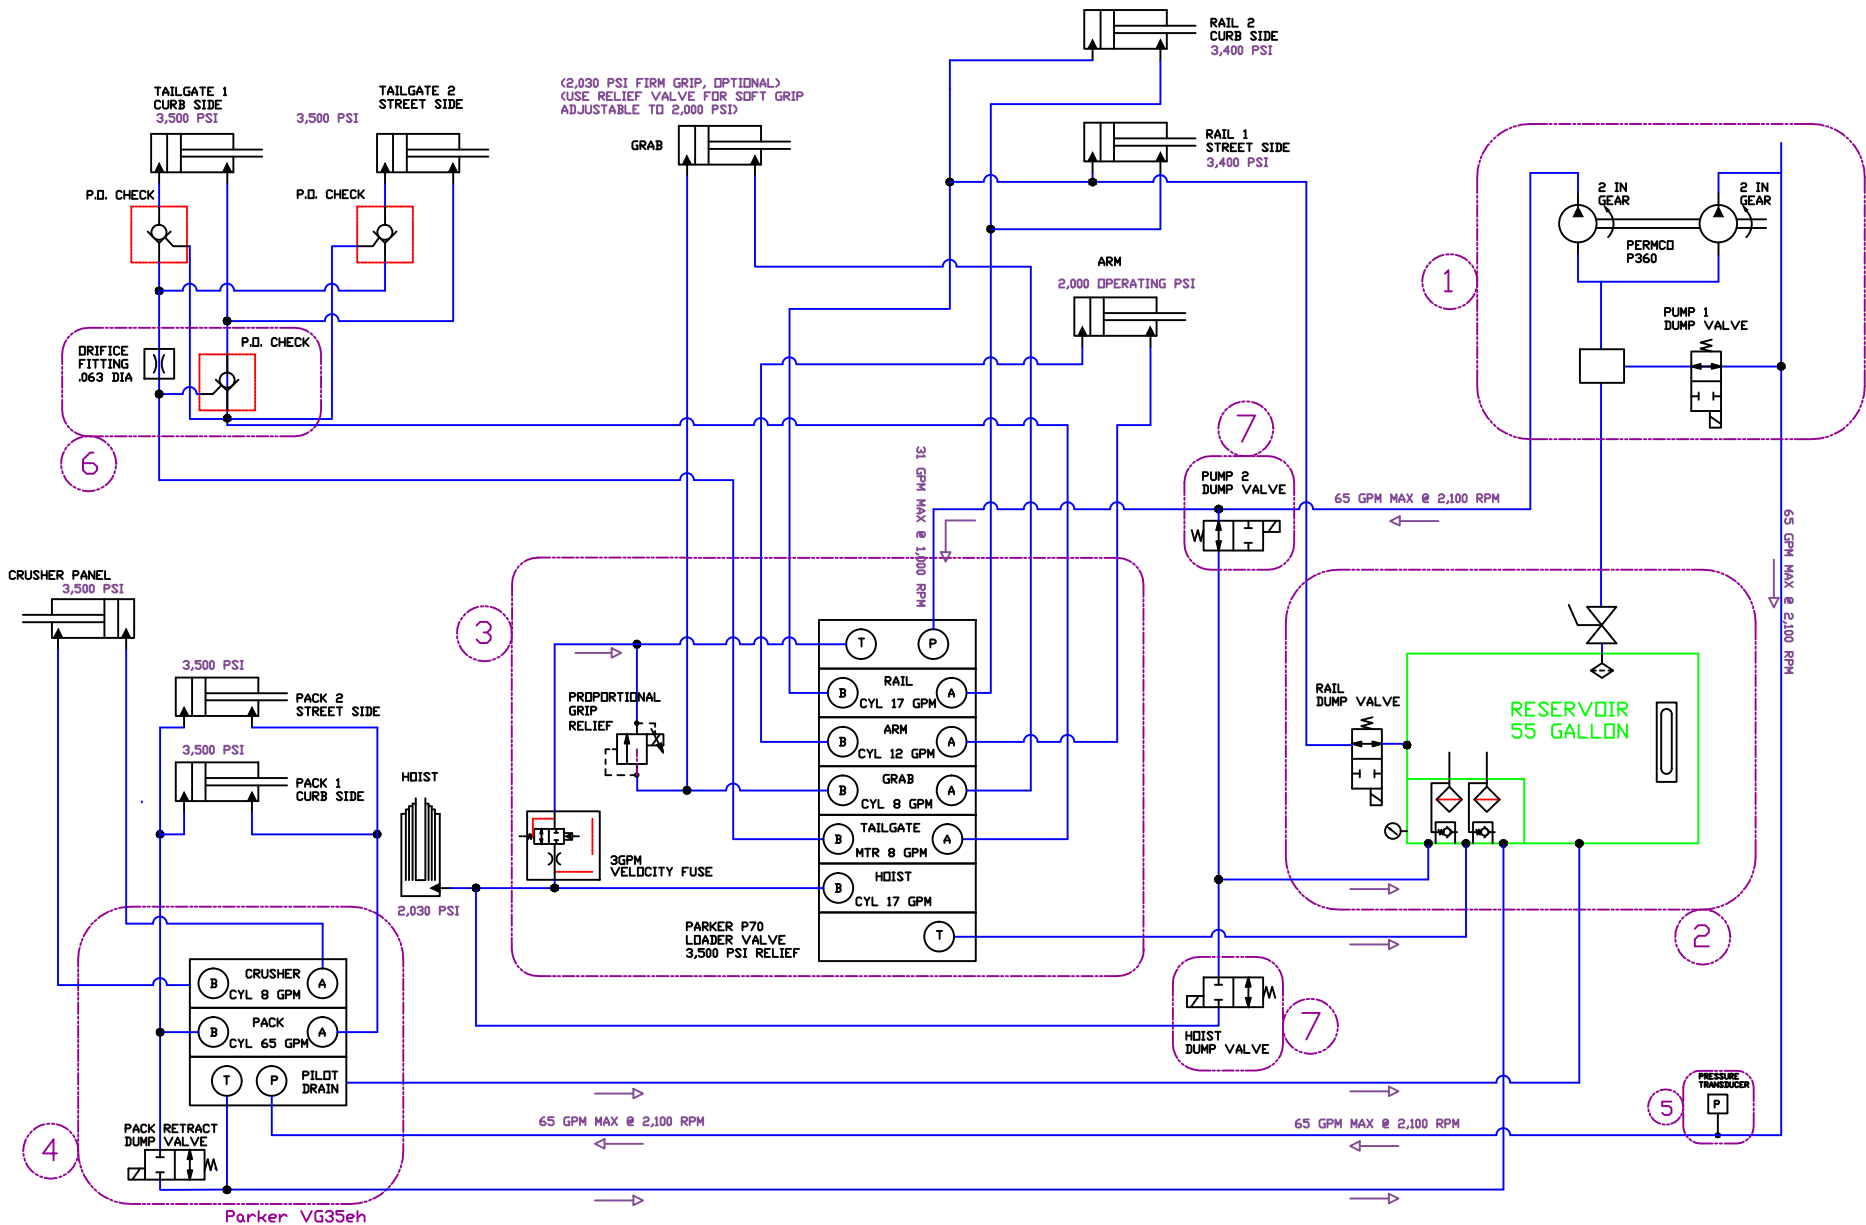 RAIL 2
CURB SIDE
3,400 PSI
TAILGATE 1
CURB SIDE
3,500 PSI
3,500 PSI
TAILGATE 2
STREET SIDE
(2,030 PSI FIRM GRIP, OPTIONAL)
(USE RELIEF VALVE FOR SOFT GRIP
ADJUSTABLE TO 2,000 PSI)
GRAB
RAIL 1
STREET SIDE
3,400 PSI
P.O. CHECK
P.O. CHECK
2 IN
GEAR
2 IN
GEAR
PERMCO
P360
1
ARM
2,000 OPERATING PSI
PUMP 1
DUMP VALVE
ORIFICE
FITTING
.063 DIA
P.O. CHECK
6
7
PUMP 2
DUMP VALVE
31 GPM MAX @ 1,000 RPM
65 GPM MAX @ 2,100 RPM
65 GPM MAX @ 2,100 RPM
CRUSHER PANEL
3,500 PSI
3
T
P
RAIL
B
A
CYL 17 GPM
ARM
B
A
CYL 12 GPM
GRAB
B
A
CYL 8 GPM
TAILGATE
B
A
MTR 8 GPM
HOIST
B
CYL 17 GPM
T
PROPORTIONAL
GRIP
RELIEF
3GPM
VELOCITY FUSE
PARKER P70
LOADER VALVE
3,500 PSI RELIEF
3,500 PSI
PACK 2
STREET SIDE
3,500 PSI
PACK 1
CURB SIDE
HOIST
2,030 PSI
RAIL
DUMP VALVE
RESERVOIR
55 GALLON
2
CRUSHER
B
A
CYL 8 GPM
PACK
B
A
CYL 65 GPM
T
P
PILOT
DRAIN
HOIST
DUMP VALVE
7
PRESSURE
TRANSDUCER
P
5
65 GPM MAX @ 2,100 RPM
65 GPM MAX @ 2,100 RPM
PACK RETRACT
DUMP VALVE
4
Parker VG35eh